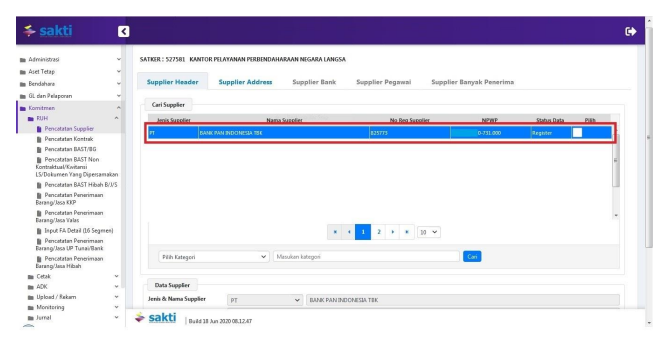 sakti
Administrasi
Aset Tetap
Bendahara
GL dan Pelaporan
Komitmen
RUH
Pencatatan Supplier
Pencatatan Kontrak
Pencatatan BAST/BG
Pencatatan BAST Non
Kontraktual/Kwitansi
LS/Dokumen Yang Dipersamakan
Pencatatan BAST Hibah B/J/S
Pencatatan Penerimaan
Barang/Jasa KKP
Pencatatan Penerimaan
Barang/Jasa Valas
Input FA Detail (16 Segmen)
Pencatatan Penerimaan
Barang/Jasa UP Tunai/Bank
Pencatatan Penerimaan
Barang/Jasa Hibah
Cetak
ADK
Upload / Rekam
Monitoring
Jurnal
SATKER : 527581 KANTOR PELAYANAN PERBENDAHARAAN NEGARA LANGSA
Supplier Header Supplier Address Supplier Bank Supplier Pegawai Supplier Banyak Penerima
Cari Supplier
Jenis Supplier Nama Supplier No Reg Supplier NPWP Status Data Pilih
PT BANK PAN INDONESIA TBK 825775 0-731.000 Register
« 1 2 » 10
Pilih Kategori Masukan kategori Cari
Data Supplier
Jenis & Nama Supplier PT BANK PAN INDONESIA TBK
sakti | Build 18 Jun 2020 08.12.47